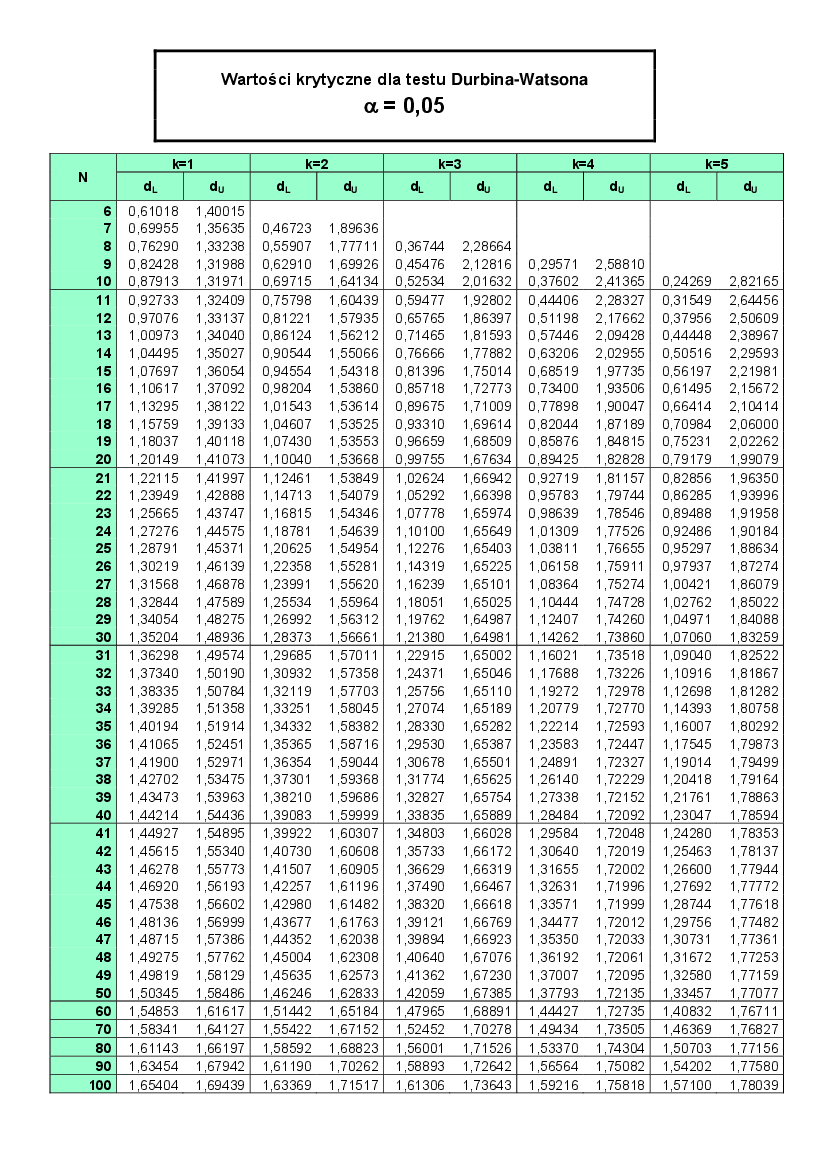 Wartości krytyczne dla testu Durbina-Watsona
α = 0,05
N k=1 k=2 k=3 k=4 k=5
dL dU dL dU dL dU dL dU dL dU
6 0,61018 1,40015
7 0,69955 1,35635 0,46723 1,89636
8 0,76290 1,33238 0,55907 1,77711 0,36744 2,28664
9 0,82428 1,31988 0,62910 1,69926 0,45476 2,12816 0,29571 2,58810
10 0,87913 1,31971 0,69715 1,64134 0,52534 2,01632 0,37602 2,41365 0,24269 2,82165
11 0,92733 1,32409 0,75798 1,60439 0,59477 1,92802 0,44406 2,28327 0,31549 2,64456
12 0,97076 1,33137 0,81221 1,57935 0,65765 1,86397 0,51198 2,17662 0,37956 2,50609
13 1,00973 1,34040 0,86124 1,56212 0,71465 1,81593 0,57446 2,09428 0,44448 2,38967
14 1,04495 1,35027 0,90544 1,55066 0,76666 1,77882 0,63206 2,02955 0,50516 2,29593
15 1,07697 1,36054 0,94554 1,54318 0,81396 1,75014 0,68519 1,97735 0,56197 2,21981
16 1,10617 1,37092 0,98204 1,53860 0,85718 1,72773 0,73400 1,93506 0,61495 2,15672
17 1,13295 1,38122 1,01543 1,53614 0,89675 1,71009 0,77898 1,90047 0,66414 2,10414
18 1,15759 1,39133 1,04607 1,53525 0,93310 1,69614 0,82044 1,87189 0,70984 2,06000
19 1,18037 1,40118 1,07430 1,53553 0,96659 1,68509 0,85876 1,84815 0,75231 2,02262
20 1,20149 1,41073 1,10040 1,53668 0,99755 1,67634 0,89425 1,82828 0,79179 1,99079
21 1,22115 1,41997 1,12461 1,53849 1,02624 1,66942 0,92719 1,81157 0,82856 1,96350
22 1,23949 1,42888 1,14713 1,54079 1,05292 1,66398 0,95783 1,79744 0,86285 1,93996
23 1,25665 1,43747 1,16815 1,54346 1,07778 1,65974 0,98639 1,78546 0,89488 1,91958
24 1,27276 1,44575 1,18781 1,54639 1,10100 1,65649 1,01309 1,77526 0,92486 1,90184
25 1,28791 1,45371 1,20625 1,54954 1,12276 1,65403 1,03811 1,76655 0,95297 1,88634
26 1,30219 1,46139 1,22358 1,55281 1,14319 1,65225 1,06158 1,75911 0,97937 1,87274
27 1,31568 1,46878 1,23991 1,55620 1,16239 1,65101 1,08364 1,75274 1,00421 1,86079
28 1,32844 1,47589 1,25534 1,55964 1,18051 1,65025 1,10444 1,74728 1,02762 1,85022
29 1,34054 1,48275 1,26992 1,56312 1,19762 1,64987 1,12407 1,74260 1,04971 1,84088
30 1,35204 1,48936 1,28373 1,56661 1,21380 1,64981 1,14262 1,73860 1,07060 1,83259
31 1,36298 1,49574 1,29685 1,57011 1,22915 1,65002 1,16021 1,73518 1,09040 1,82522
32 1,37340 1,50190 1,30932 1,57358 1,24371 1,65046 1,17688 1,73226 1,10916 1,81867
33 1,38335 1,50784 1,32119 1,57703 1,25756 1,65110 1,19272 1,72978 1,12698 1,81282
34 1,39285 1,51358 1,33251 1,58045 1,27074 1,65189 1,20779 1,72770 1,14393 1,80758
35 1,40194 1,51914 1,34332 1,58382 1,28330 1,65282 1,22214 1,72593 1,16007 1,80292
36 1,41065 1,52451 1,35365 1,58716 1,29530 1,65387 1,23583 1,72447 1,17545 1,79873
37 1,41900 1,52971 1,36354 1,59044 1,30678 1,65501 1,24891 1,72327 1,19014 1,79499
38 1,42702 1,53475 1,37301 1,59368 1,31774 1,65625 1,26140 1,72229 1,20418 1,79164
39 1,43473 1,53963 1,38210 1,59686 1,32827 1,65754 1,27338 1,72152 1,21761 1,78863
40 1,44214 1,54436 1,39083 1,59999 1,33835 1,65889 1,28484 1,72092 1,23047 1,78594
41 1,44927 1,54895 1,39922 1,60307 1,34803 1,66028 1,29584 1,72048 1,24280 1,78353
42 1,45615 1,55340 1,40730 1,60608 1,35733 1,66172 1,30640 1,72019 1,25463 1,78137
43 1,46278 1,55773 1,41507 1,60905 1,36629 1,66319 1,31655 1,72002 1,26600 1,77944
44 1,46920 1,56193 1,42257 1,61196 1,37490 1,66467 1,32631 1,71996 1,27692 1,77772
45 1,47538 1,56602 1,42980 1,61482 1,38320 1,66618 1,33571 1,71999 1,28744 1,77618
46 1,48136 1,56999 1,43677 1,61763 1,39121 1,66769 1,34477 1,72012 1,29756 1,77482
47 1,48715 1,57386 1,44352 1,62038 1,39894 1,66923 1,35350 1,72033 1,30731 1,77361
48 1,49275 1,57762 1,45004 1,62308 1,40640 1,67076 1,36192 1,72061 1,31672 1,77253
49 1,49819 1,58129 1,45635 1,62573 1,41362 1,67230 1,37007 1,72095 1,32580 1,77159
50 1,50345 1,58486 1,46246 1,62833 1,42059 1,67385 1,37793 1,72135 1,33457 1,77077
60 1,54853 1,61617 1,51442 1,65184 1,47965 1,68891 1,44427 1,72735 1,40832 1,76711
70 1,58341 1,64127 1,55422 1,67152 1,52452 1,70278 1,49434 1,73505 1,46369 1,76827
80 1,61143 1,66197 1,58592 1,68823 1,56001 1,71526 1,53370 1,74304 1,50703 1,77156
90 1,63454 1,67942 1,61190 1,70262 1,58893 1,72642 1,56564 1,75082 1,54202 1,77580
100 1,65404 1,69439 1,63369 1,71517 1,61306 1,73643 1,59216 1,75818 1,57100 1,78039